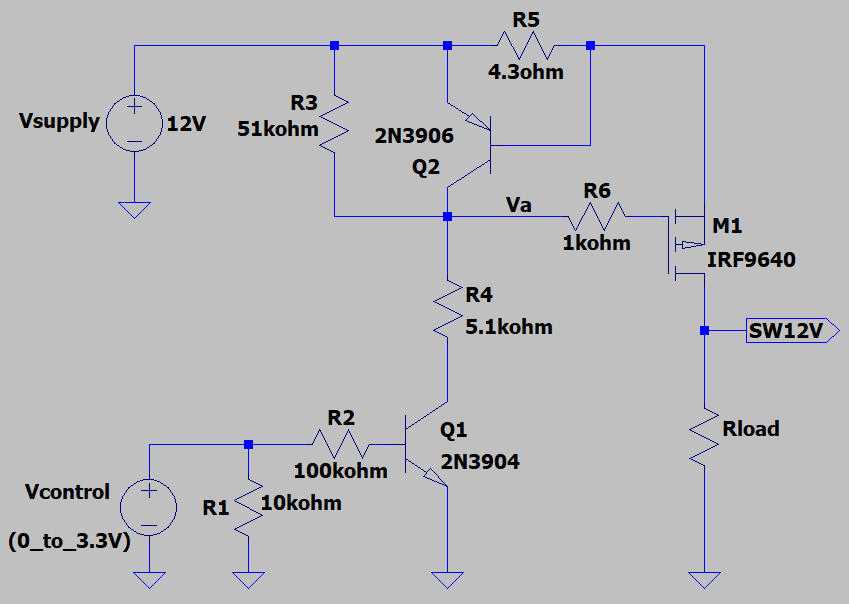 R5
4.3ohm
R3
51kohm
Vsupply
12V
2N3906
Q2
R6
Va
1kohm
M1
IRF9640
R4
5.1kohm
SW12V
R2
100kohm
Q1
2N3904
Rload
Vcontrol
(0_to_3.3V)
R1
10kohm